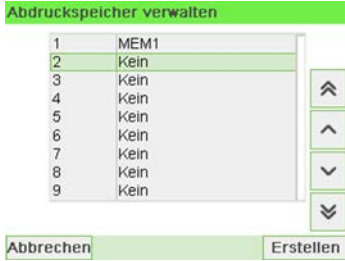 Abdruckspeicher verwalten
1 MEM1
2 Kein
3 Kein
4 Kein
5 Kein
6 Kein
7 Kein
8 Kein
9 Kein
Abbrechen Erstellen